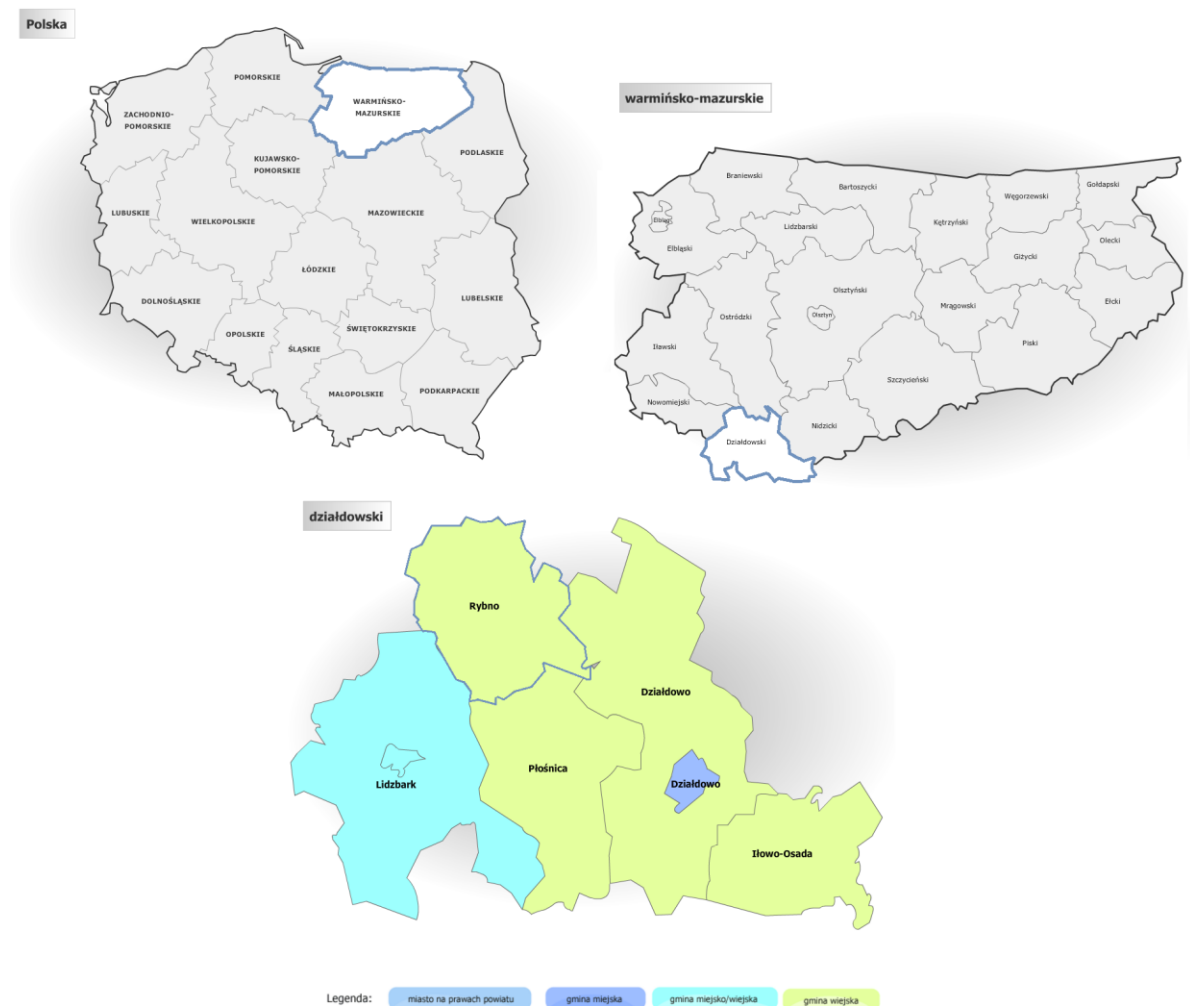 Polska
POMORSKIE
WARMIŃSKO-
MAZURSKIE
ZACHODNIO-
POMORSKIE
PODLASKIE
KUJAWSKO-
POMORSKIE
LUBUSKIE
WIELKOPOLSKIE
MAZOWIECKIE
ŁÓDZKIE
DOLNOŚLĄSKIE
LUBELSKIE
OPOLSKIE
ŚWIĘTOKRZYSKIE
ŚLĄSKIE
MAŁOPOLSKIE
PODKARPACKIE
warmińsko-mazurskie
Braniewski
Bartoszycki
Gołdapski
Węgorzewski
Elbląg
Lidzbarski
Kętrzyński
Elbląski
Olecki
Giżycki
Olsztyński
Ełcki
Mrągowski
Ostródzki
Olsztyn
Iławski
Piski
Szczycieński
Nowomiejski
Nidzicki
Działdowski
działdowski
Rybno
Działdowo
Płośnica
Lidzbark
Działdowo
Iłowo-Osada
Legenda:
miasto na prawach powiatu
gmina miejska
gmina miejsko/wiejska
gmina wiejska